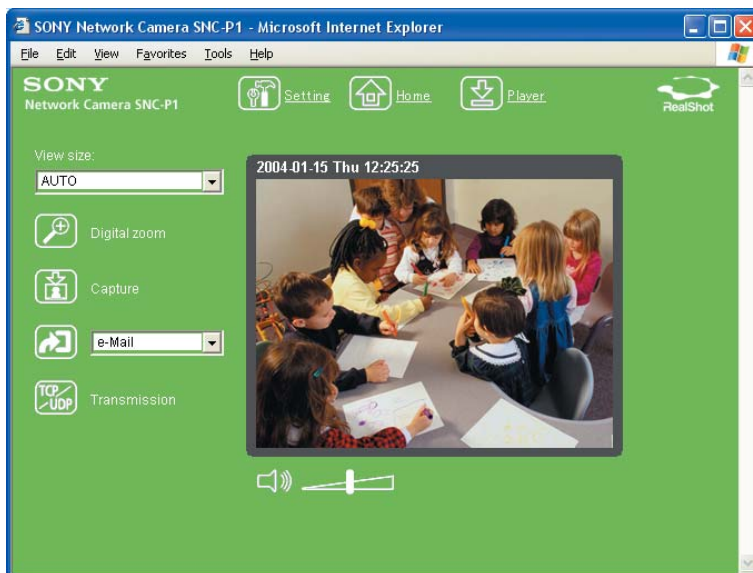 SONY Network Camera SNC-P1 - Microsoft Internet Explorer
File Edit View Favorites Tools Help
SONY
Network Camera SNC-P1
Setting
Home
Player
RealShot
View size:
AUTO
2004-01-15 Thu 12:25:25
Digital zoom
Capture
e-Mail
TCP/UDP
Transmission